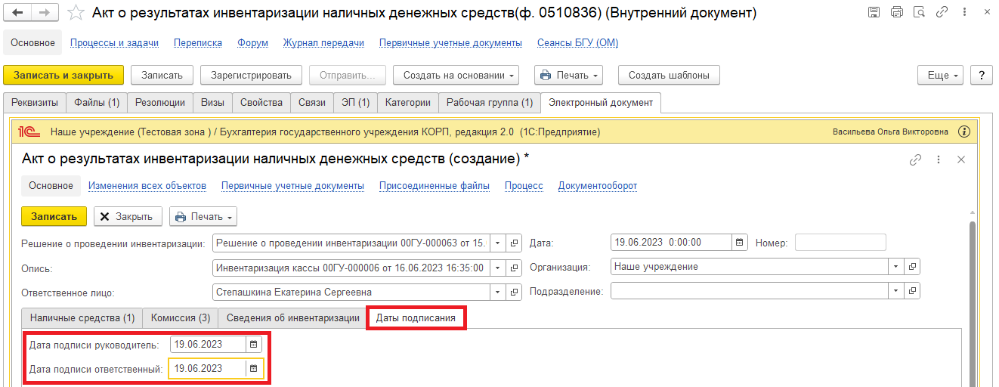 Акт о результатах инвентаризации наличных денежных средств(ф. 0510836) (Внутренний документ)
Основное Процессы и задачи Переписка Форум Журнал передачи Первичные учетные документы Сеансы БГУ (ОМ)
Записать и закрыть Записать Зарегистрировать Отправить... Создать на основании Печать Создать шаблоны Еще ?
Реквизиты Файлы (1) Резолюции Визы Свойства Связи ЭП (1) Категории Рабочая группа (1) Электронный документ
1С Наше учреждение (Тестовая зона ) / Бухгалтерия государственного учреждения КОРП, редакция 2.0 (1С:Предприятие) Васильева Ольга Викторовна
Акт о результатах инвентаризации наличных денежных средств (создание) *
Основное Изменения всех объектов Первичные учетные документы Присоединенные файлы Процесс Документооборот
Записать Закрыть Печать
Решение о проведении инвентаризации: Решение о проведении инвентаризации 00ГУ-000063 от 15. Дата: 19.06.2023 0:00:00 Номер:
Опись: Инвентаризация кассы 00ГУ-000006 от 16.06.2023 16:35:00 Организация: Наше учреждение
Ответственное лицо: Степашкина Екатерина Сергеевна Подразделение:
Наличные средства (1) Комиссия (3) Сведения об инвентаризации Даты подписания
Дата подписи руководитель: 19.06.2023
Дата подписи ответственный: 19.06.2023